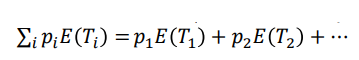 ∑ᵢ pᵢE(Tᵢ) = p₁E(T₁) + p₂E(T₂) + ⋯